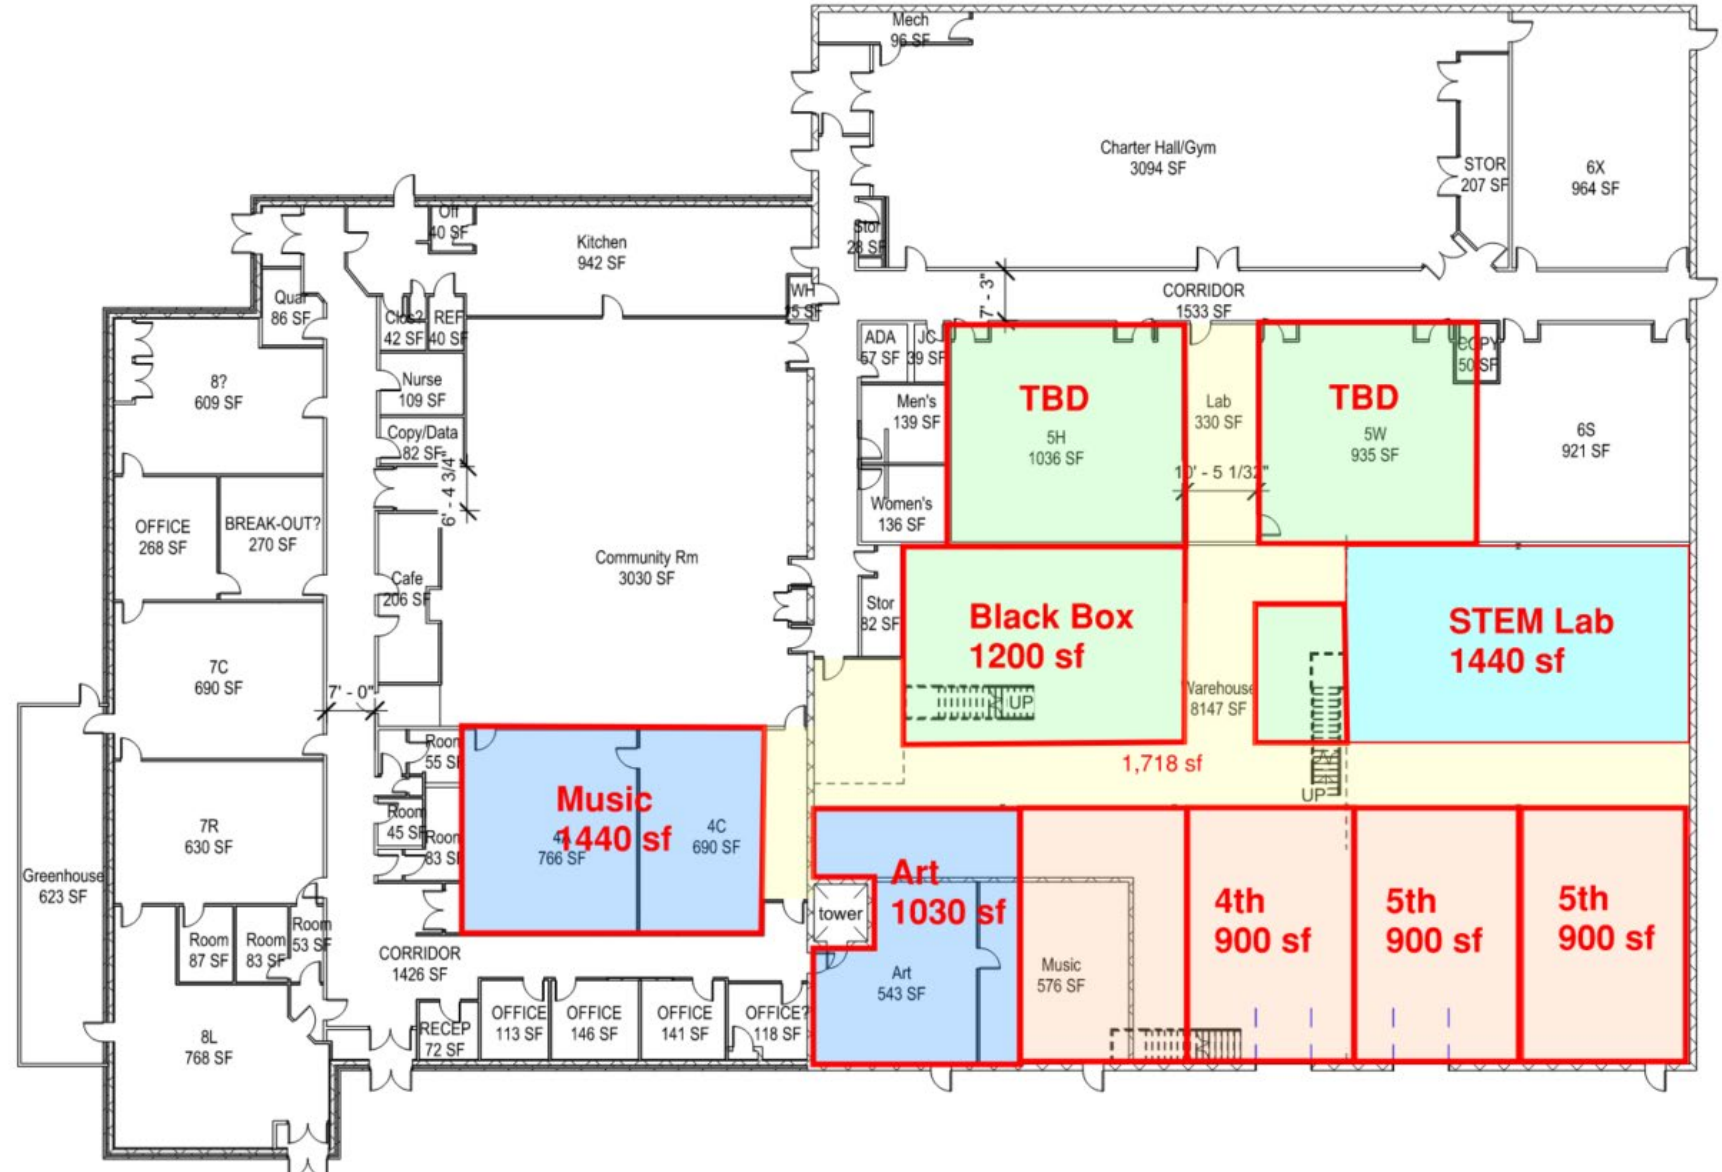 Mech
96 SF
Charter Hall/Gym
3094 SF
STOR
207 SF
6X
964 SF
Off
40 SF
Kitchen
942 SF
Stor
28 SF
WH
15 SF
CORRIDOR
1533 SF
7' - 3"
Qua
86 SF
Clos?
42 SF
REF
40 SF
Nurse
109 SF
Copy/Data
82 SF
6' - 4 3/4"
8?
609 SF
OFFICE
268 SF
BREAK-OUT?
270 SF
Cafe
206 SF
Community Rm
3030 SF
ADA
57 SF
JC
39 SF
Men's
139 SF
Women's
136 SF
Stor
82 SF
TBD
5H
1036 SF
Lab
330 SF
10' - 5 1/32"
TBD
5W
935 SF
COPY
50 SF
6S
921 SF
Black Box
1200 sf
UP
Warehouse
8147 SF
1,718 sf
UP
STEM Lab
1440 sf
7C
690 SF
7' - 0"
Room
55 SF
Room
45 SF
Room
83 SF
Music
1440 sf
4A
766 SF
4C
690 SF
7R
630 SF
Greenhouse
623 SF
Room
87 SF
Room
83 SF
Room
53 SF
CORRIDOR
1426 SF
8L
768 SF
RECEP
72 SF
OFFICE
113 SF
OFFICE
146 SF
OFFICE
141 SF
OFFICE?
118 SF
tower
Art
1030 sf
Art
543 SF
Music
576 SF
4th
900 sf
5th
900 sf
5th
900 sf